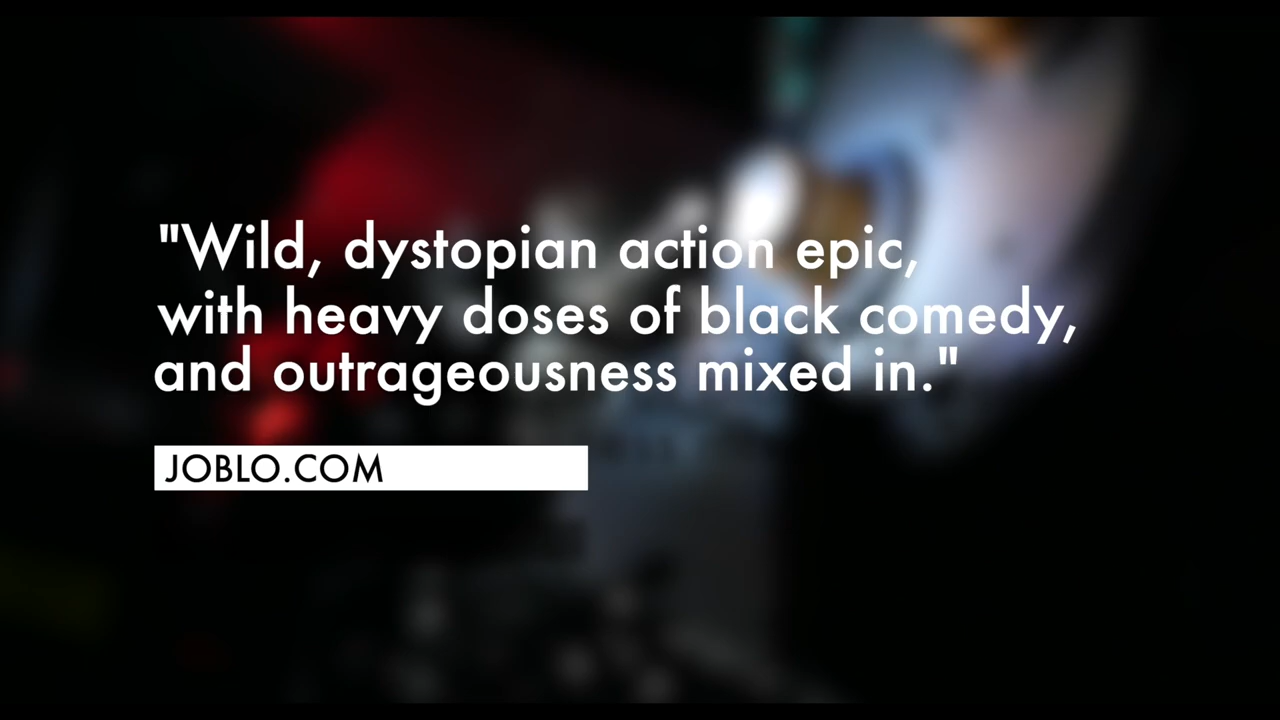 "Wild, dystopian action epic,
with heavy doses of black comedy,
and outrageousness mixed in."
JOBLO.COM